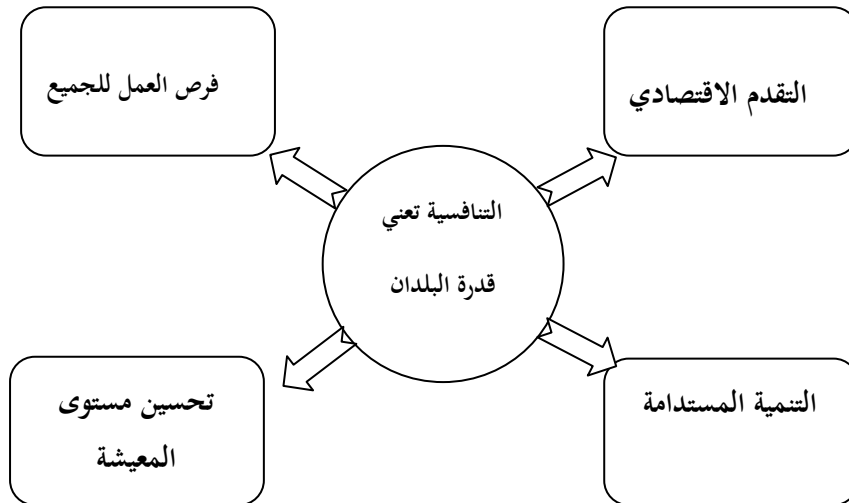 التقدم الاقتصادي
فرص العمل للجميع
التنافسية تعني
قدرة البلدان
التنمية المستدامة
تحسين مستوى
المعيشة